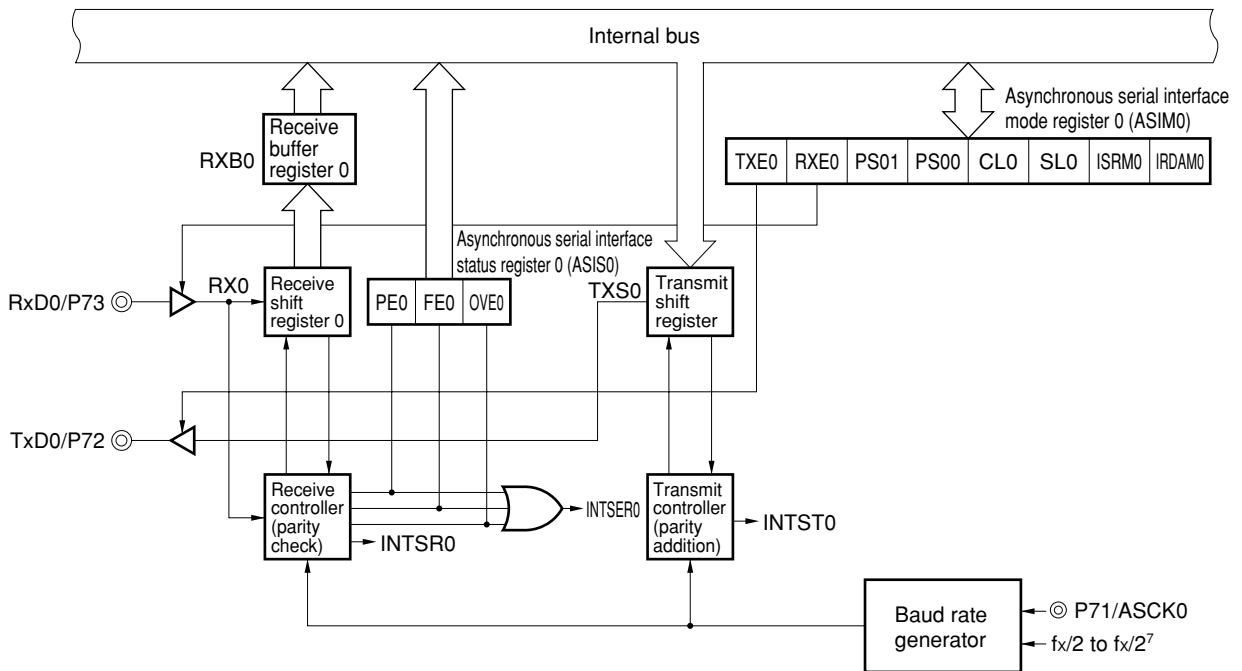 Internal bus
Asynchronous serial interface
mode register 0 (ASIM0)
Receive
buffer
register 0
RXB0
TXE0 RXE0 PS01 PS00 CL0 SL0 ISRM0 IRDAM0
Asynchronous serial interface
status register 0 (ASIS0)
RxD0/P73
RX0
Receive
shift
register 0
PE0 FE0 OVE0
TXS0
Transmit
shift
register
TxD0/P72
Receive
controller
(parity
check)
INTSER0
INTSR0
Transmit
controller
(parity
addition)
INTST0
Baud rate
generator
P71/ASCK0
fx/2 to fx/2⁷